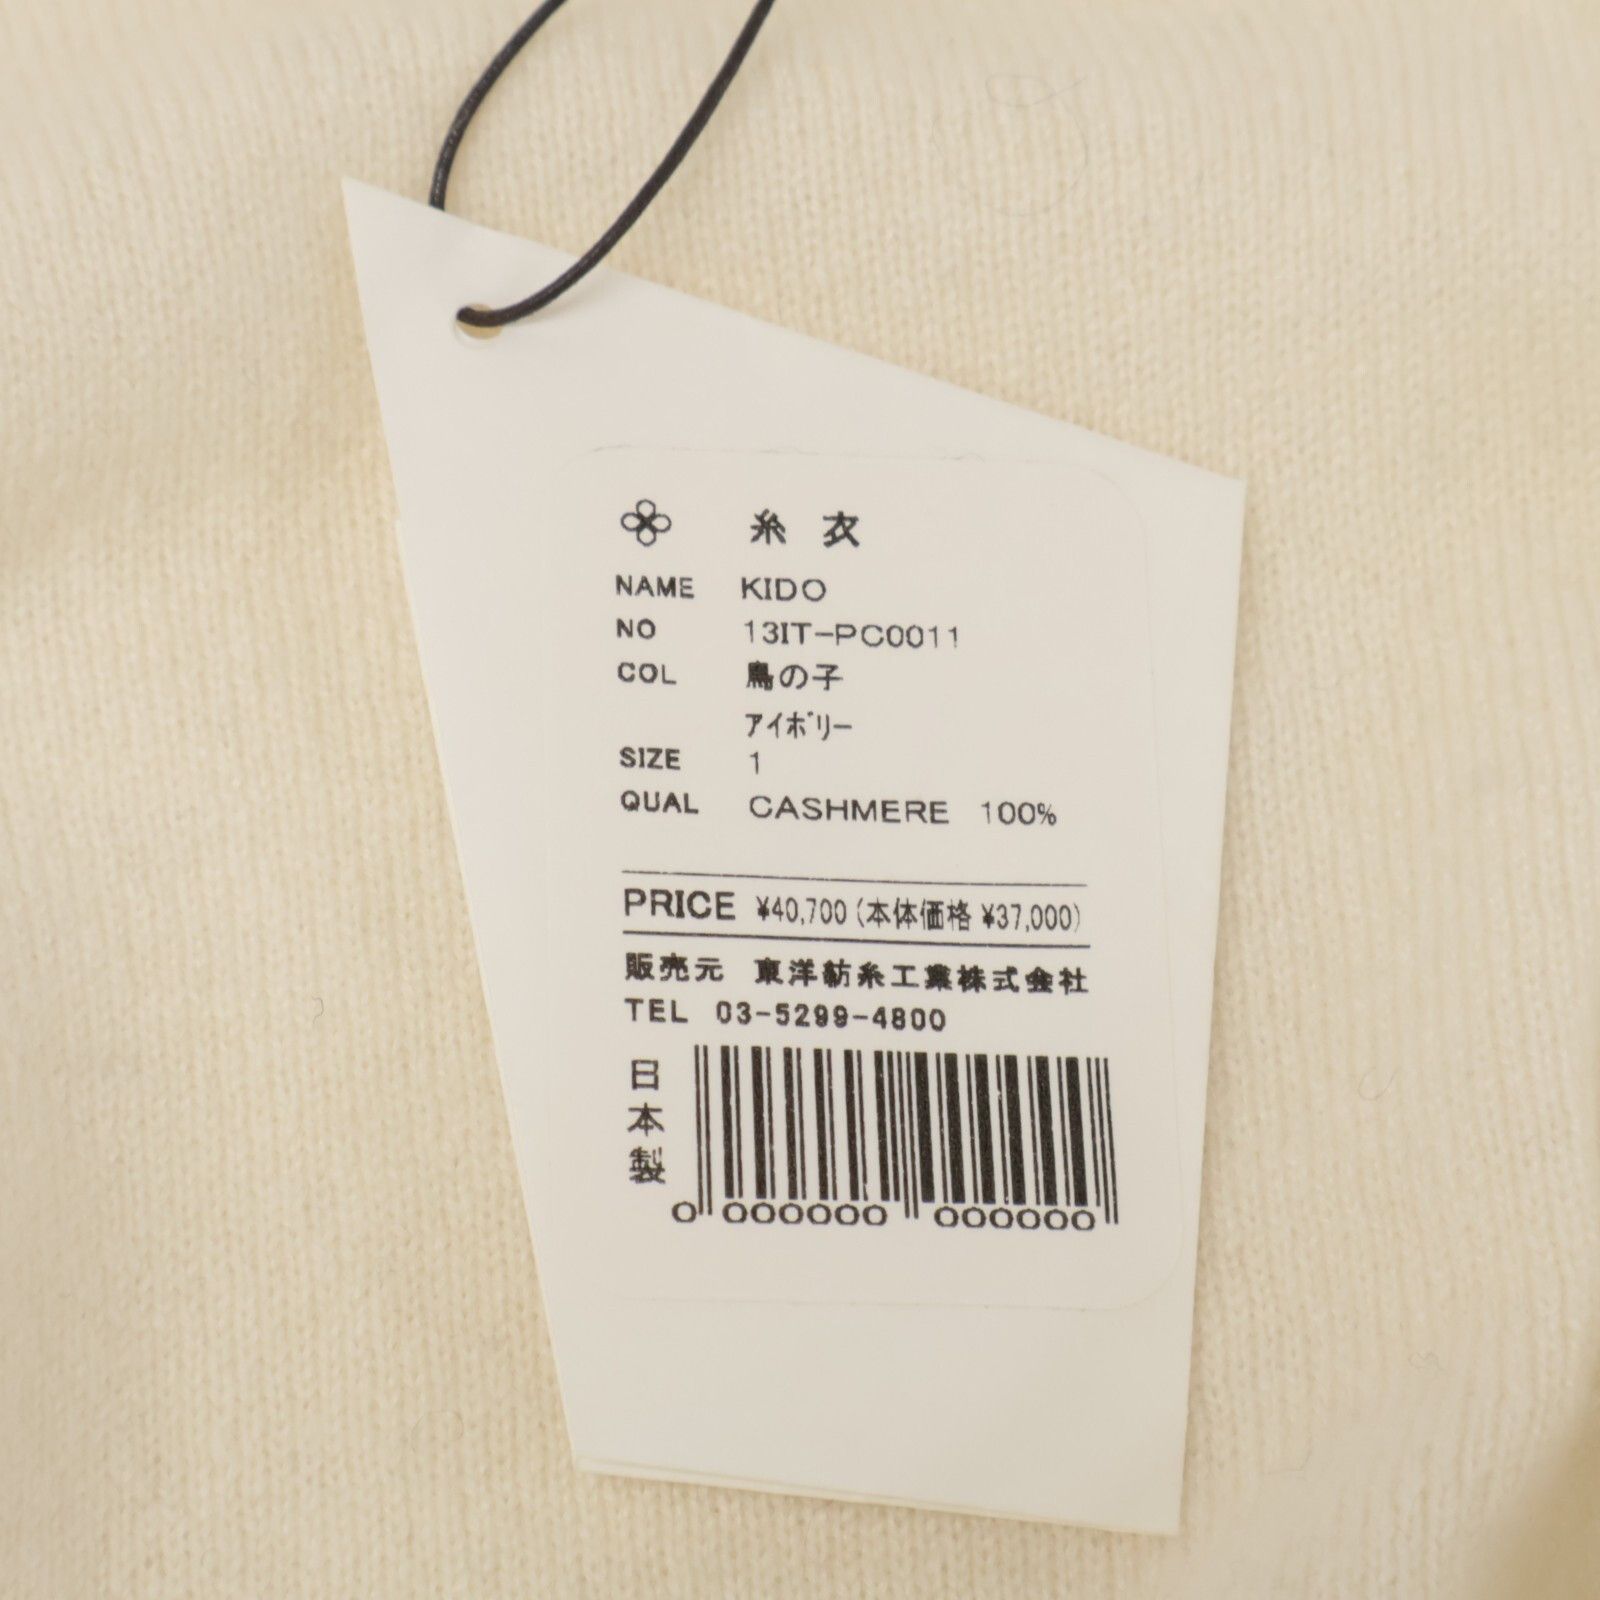 糸 衣
NAME KIDO
NO 13IT-PC0011
COL 鳥の子
アイボリー
SIZE 1
QUAL CASHMERE 100%
PRICE ¥40,700 (本体価格 ¥37,000)
販売元 東洋紡糸工業株式会社
TEL 03-5299-4800
日本製
0 000000 000000